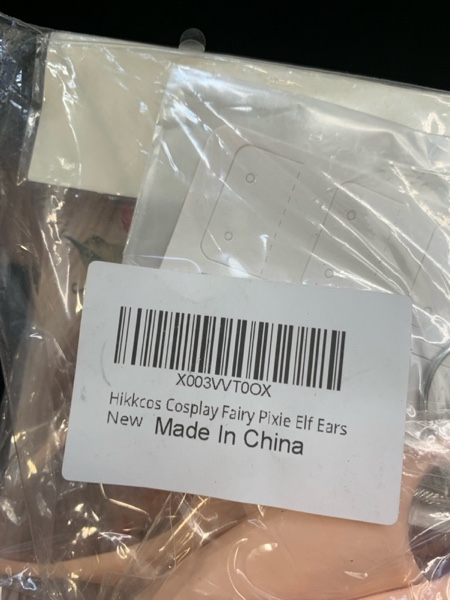 X003VVT0OX
Hikkcos Cosplay Fairy Pixie Elf Ears
New Made In China